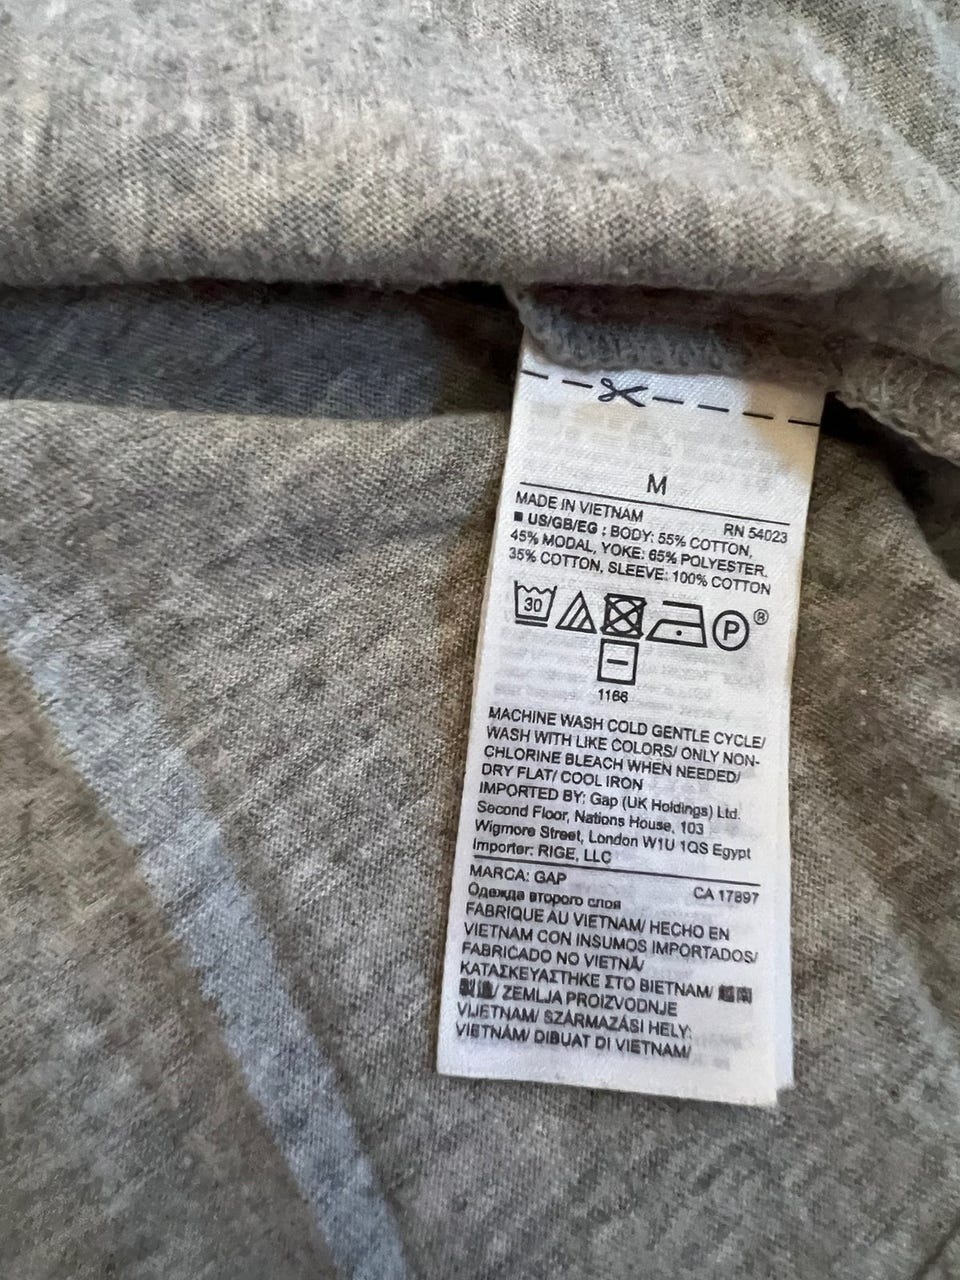 M
MADE IN VIETNAM RN 54023
■ US/GB/EG : BODY: 55% COTTON,
45% MODAL, YOKE: 65% POLYESTER,
35% COTTON, SLEEVE: 100% COTTON
30 P ®
1166
MACHINE WASH COLD GENTLE CYCLE/
WASH WITH LIKE COLORS/ ONLY NON-
CHLORINE BLEACH WHEN NEEDED/
DRY FLAT/ COOL IRON
IMPORTED BY: Gap (UK Holdings) Ltd.
Second Floor, Nations House, 103
Wigmore Street, London W1U 1QS Egypt
Importer: RIGE, LLC
MARCA: GAP CA 17897
Одежда второго слоя
FABRIQUE AU VIETNAM/ HECHO EN
VIETNAM CON INSUMOS IMPORTADOS/
FABRICADO NO VIETNÃ/
ΚΑΤΑΣΚΕΥΑΣΤΗΚΕ ΣΤΟ ΒΙΕΤΝΑΜ/ 越南
製造/ ZEMLJA PROIZVODNJE
VIJETNAM/ SZÁRMAZÁSI HELY:
VIETNÁM/ DIBUAT DI VIETNAM/